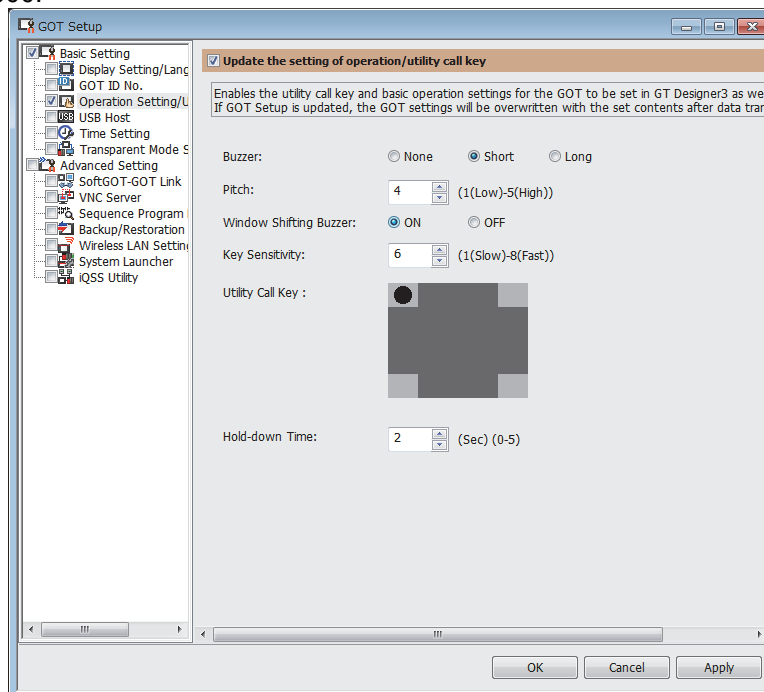 GOT Setup
Basic Setting
Display Setting/Lang
GOT ID No.
Operation Setting/U
USB Host
Time Setting
Transparent Mode S
Advanced Setting
SoftGOT-GOT Link
VNC Server
Sequence Program
Backup/Restoration
Wireless LAN Setting
System Launcher
iQSS Utility
Update the setting of operation/utility call key
Enables the utility call key and basic operation settings for the GOT to be set in GT Designer3 as we
If GOT Setup is updated, the GOT settings will be overwritten with the set contents after data tran
Buzzer: None Short Long
Pitch: 4 (1(Low)-5(High))
Window Shifting Buzzer: ON OFF
Key Sensitivity: 6 (1(Slow)-8(Fast))
Utility Call Key :
Hold-down Time: 2 (Sec) (0-5)
OK Cancel Apply